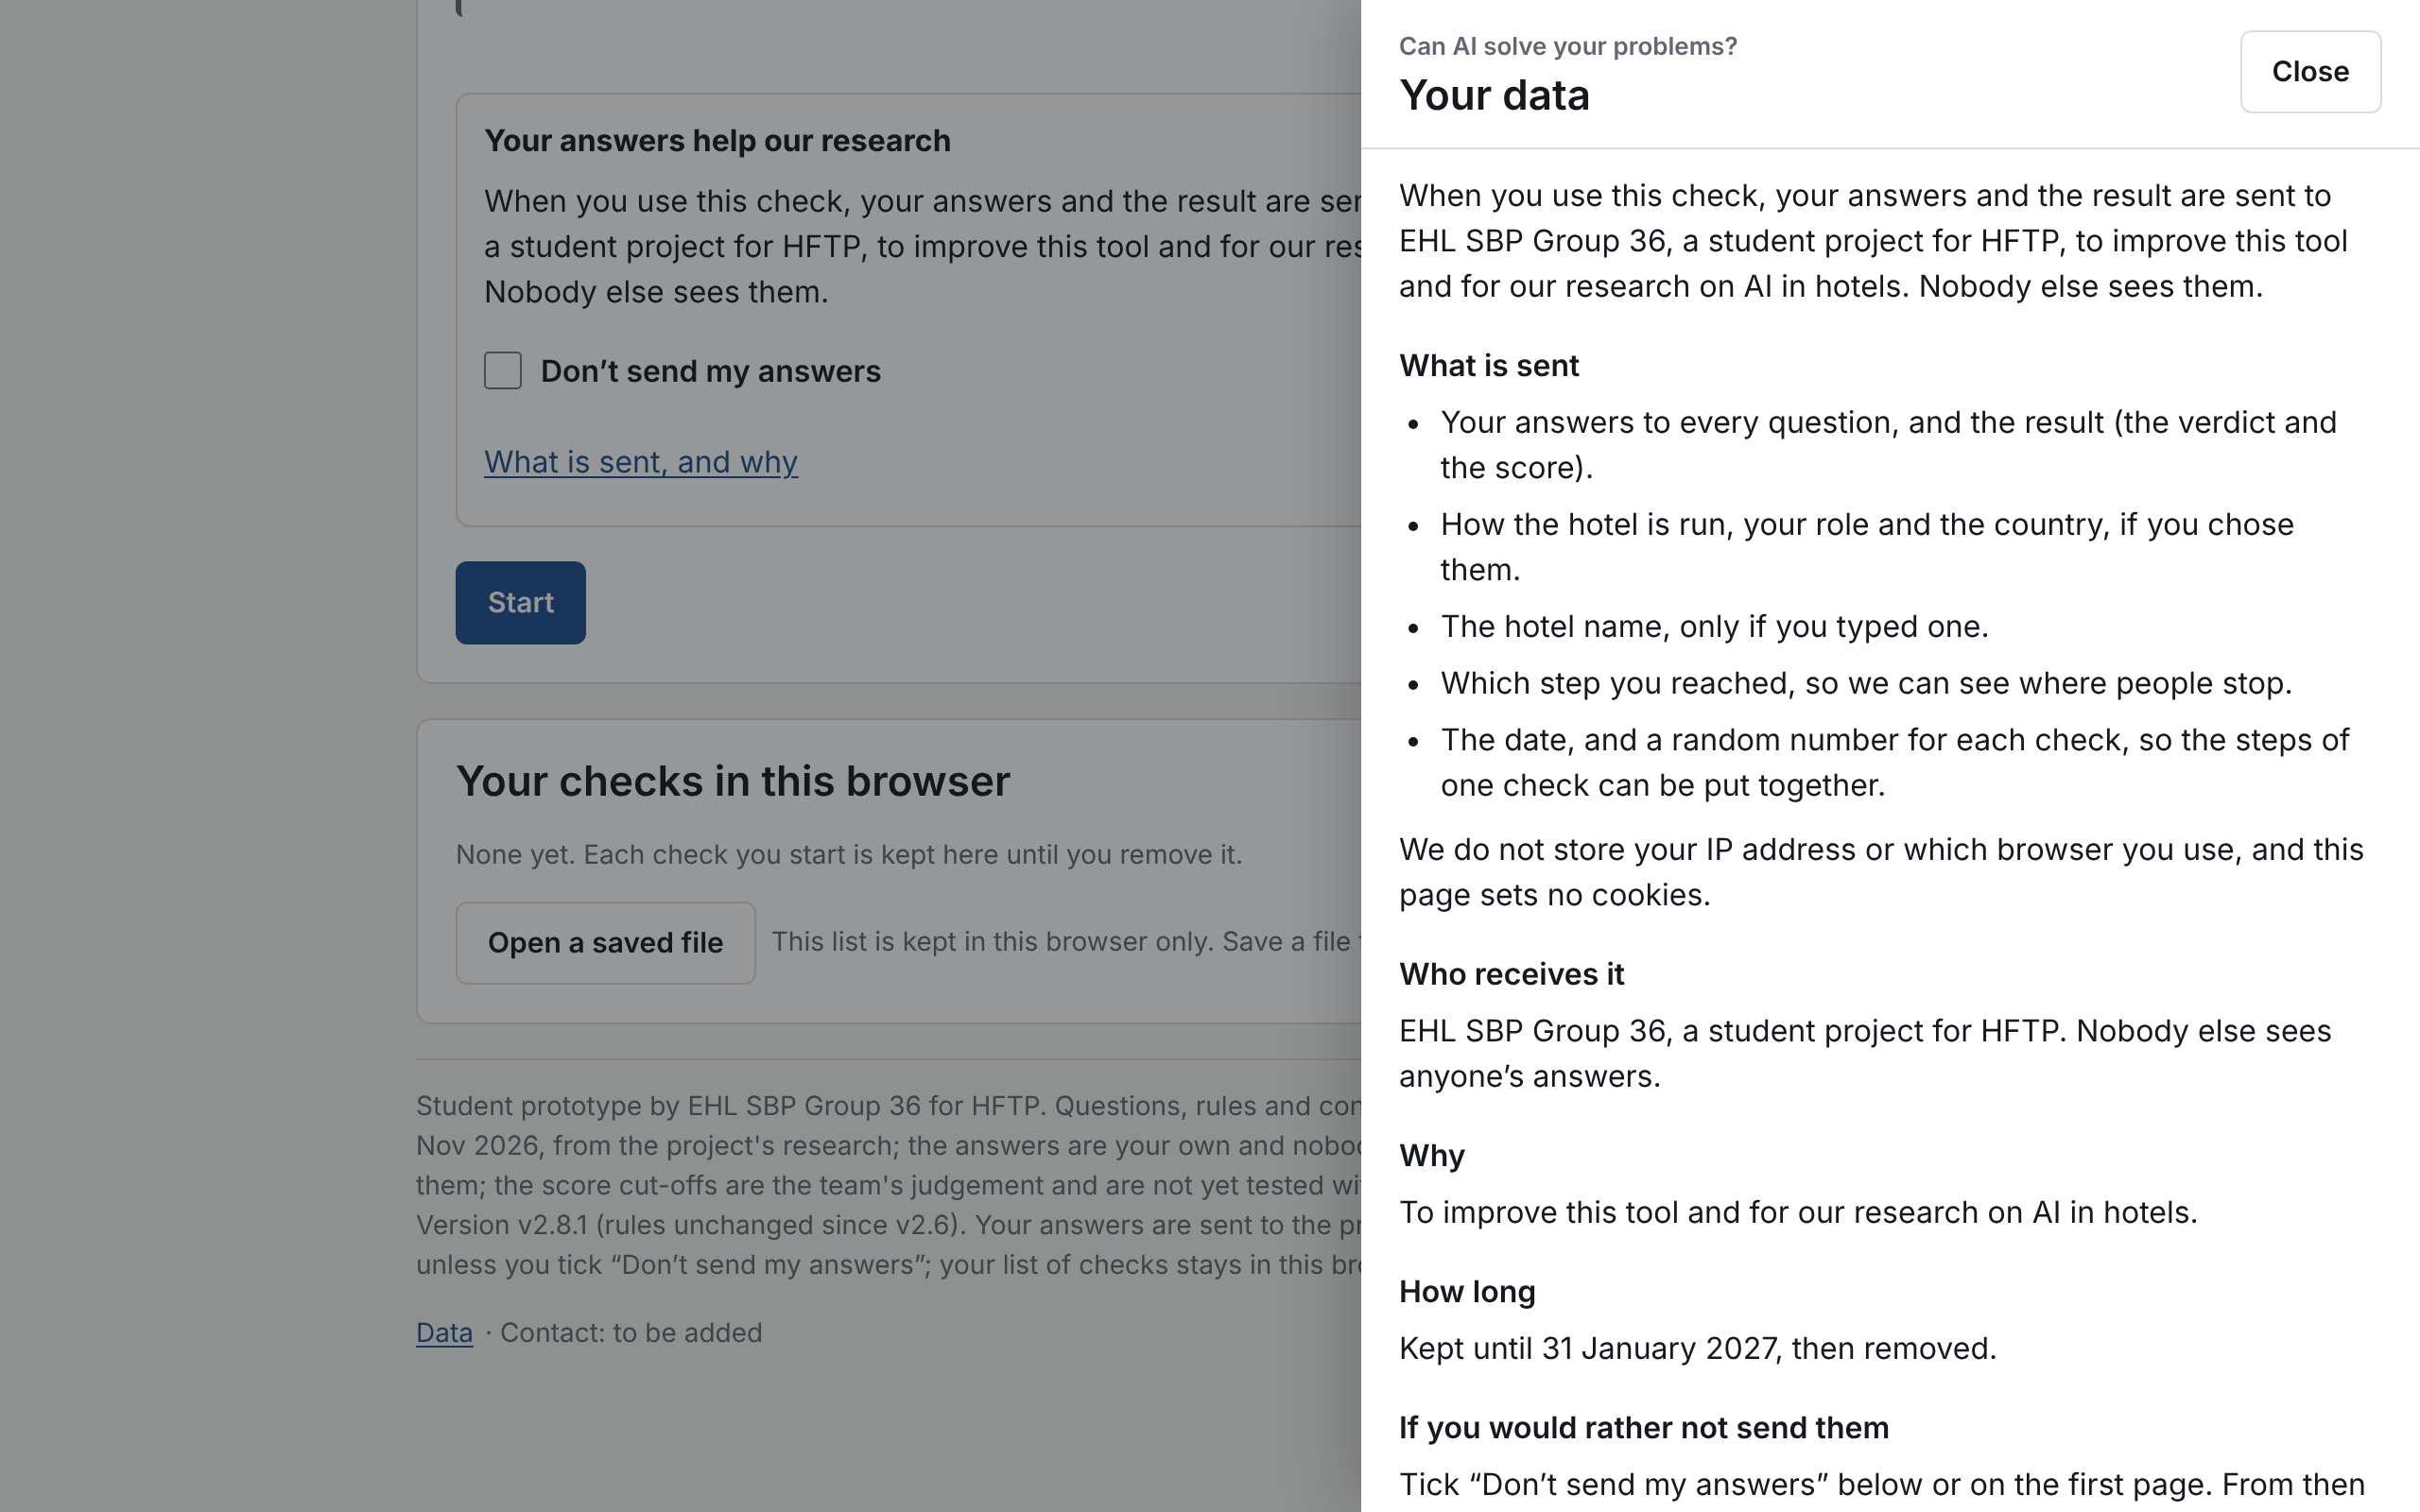 Your answers help our research
When you use this check, your answers and the result are
a student project for HFTP, to improve this tool and for our
Nobody else sees them.
Don’t send my answers
What is sent, and why
Start
Your checks in this browser
None yet. Each check you start is kept here until you remove it.
Open a saved file
This list is kept in this browser only. Save a file
Student prototype by EHL SBP Group 36 for HFTP. Questions, rules and
Nov 2026, from the project's research; the answers are your own and
them; the score cut-offs are the team's judgement and are not yet tested
Version v2.8.1 (rules unchanged since v2.6). Your answers are sent to the
unless you tick “Don’t send my answers”; your list of checks stays in this
Data · Contact: to be added
Can AI solve your problems?
Your data
Close
When you use this check, your answers and the result are sent to
EHL SBP Group 36, a student project for HFTP, to improve this tool
and for our research on AI in hotels. Nobody else sees them.
What is sent
• Your answers to every question, and the result (the verdict and
the score).
• How the hotel is run, your role and the country, if you chose
them.
• The hotel name, only if you typed one.
• Which step you reached, so we can see where people stop.
• The date, and a random number for each check, so the steps of
one check can be put together.
We do not store your IP address or which browser you use, and this
page sets no cookies.
Who receives it
EHL SBP Group 36, a student project for HFTP. Nobody else sees
anyone’s answers.
Why
To improve this tool and for our research on AI in hotels.
How long
Kept until 31 January 2027, then removed.
If you would rather not send them
Tick “Don’t send my answers” below or on the first page. From then